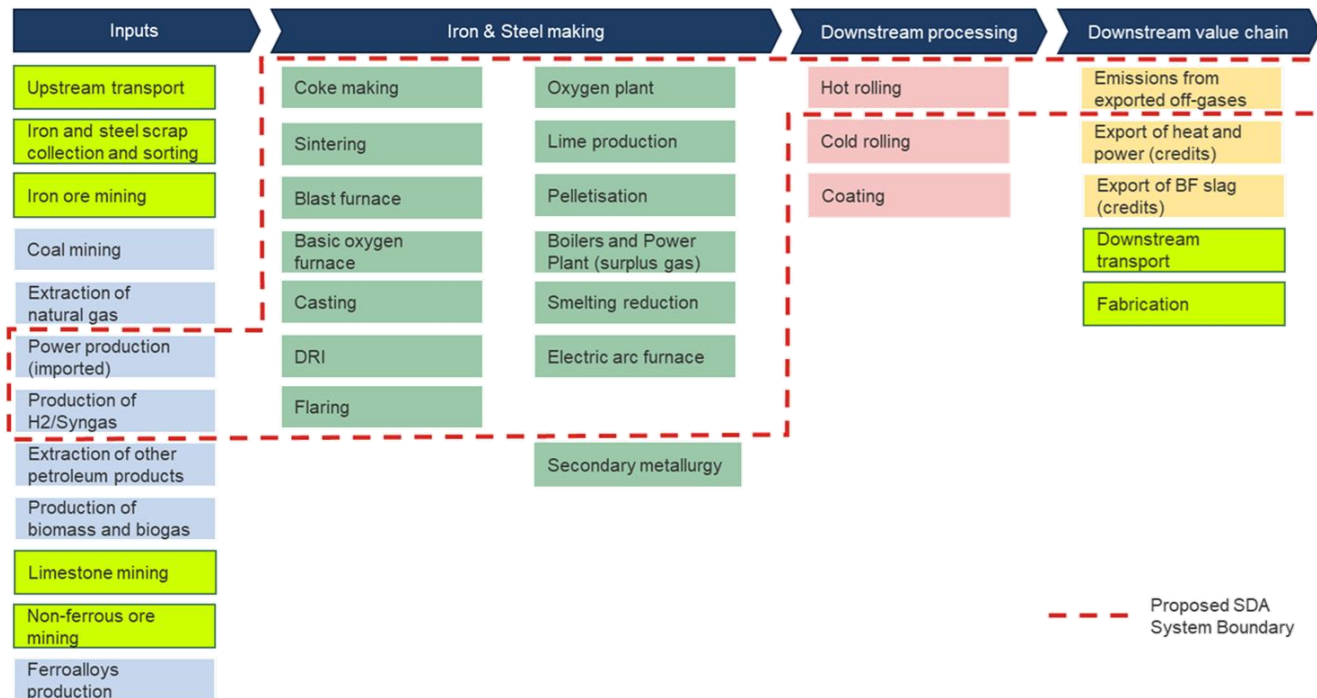 Inputs
Iron & Steel making
Downstream processing
Downstream value chain
Upstream transport
Iron and steel scrap
collection and sorting
Iron ore mining
Coal mining
Extraction of
natural gas
Power production
(imported)
Production of
H2/Syngas
Extraction of other
petroleum products
Production of
biomass and biogas
Limestone mining
Non-ferrous ore
mining
Ferroalloys
production
Coke making
Sintering
Blast furnace
Basic oxygen
furnace
Casting
DRI
Flaring
Oxygen plant
Lime production
Pelletisation
Boilers and Power
Plant (surplus gas)
Smelting reduction
Electric arc furnace
Secondary metallurgy
Hot rolling
Cold rolling
Coating
Emissions from
exported off-gases
Export of heat and
power (credits)
Export of BF slag
(credits)
Downstream
transport
Fabrication
Proposed SDA
System Boundary